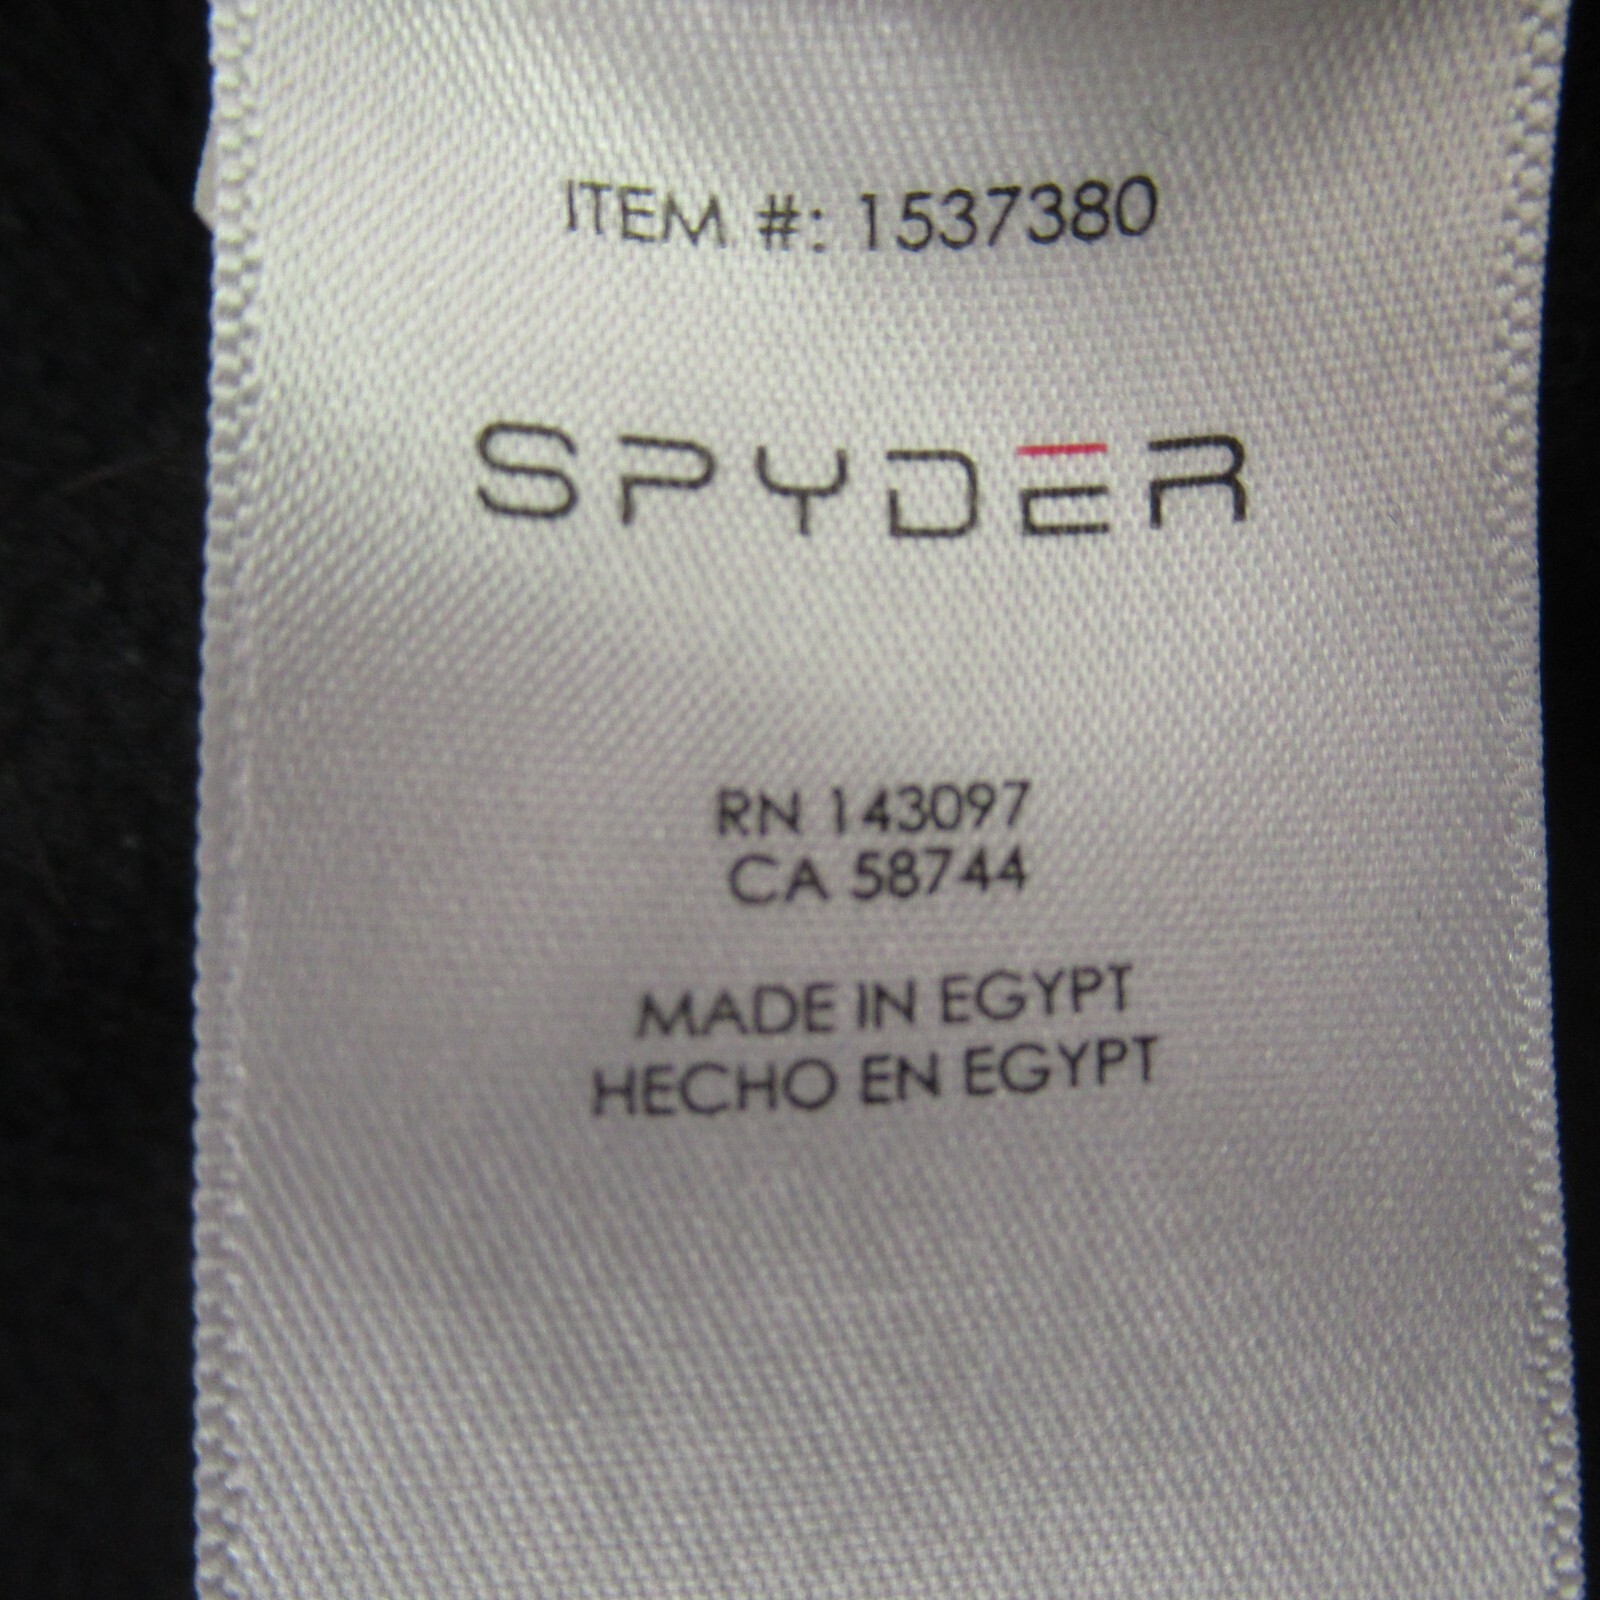 ITEM #: 1537380
SPYDER
RN 143097
CA 58744
MADE IN EGYPT
HECHO EN EGYPT